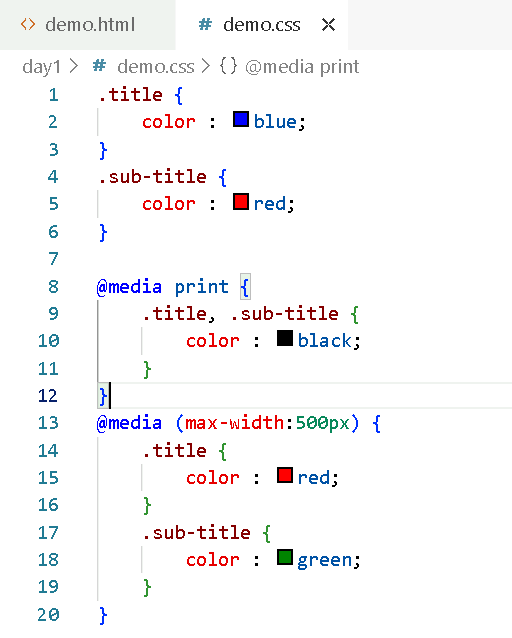 <> demo.html # demo.css ×
day1 > # demo.css > {} @media print
1 .title {
2 color : blue;
3 }
4 .sub-title {
5 color : red;
6 }
7
8 @media print {
9 .title, .sub-title {
10 color : black;
11 }
12 }
13 @media (max-width:500px) {
14 .title {
15 color : red;
16 }
17 .sub-title {
18 color : green;
19 }
20 }